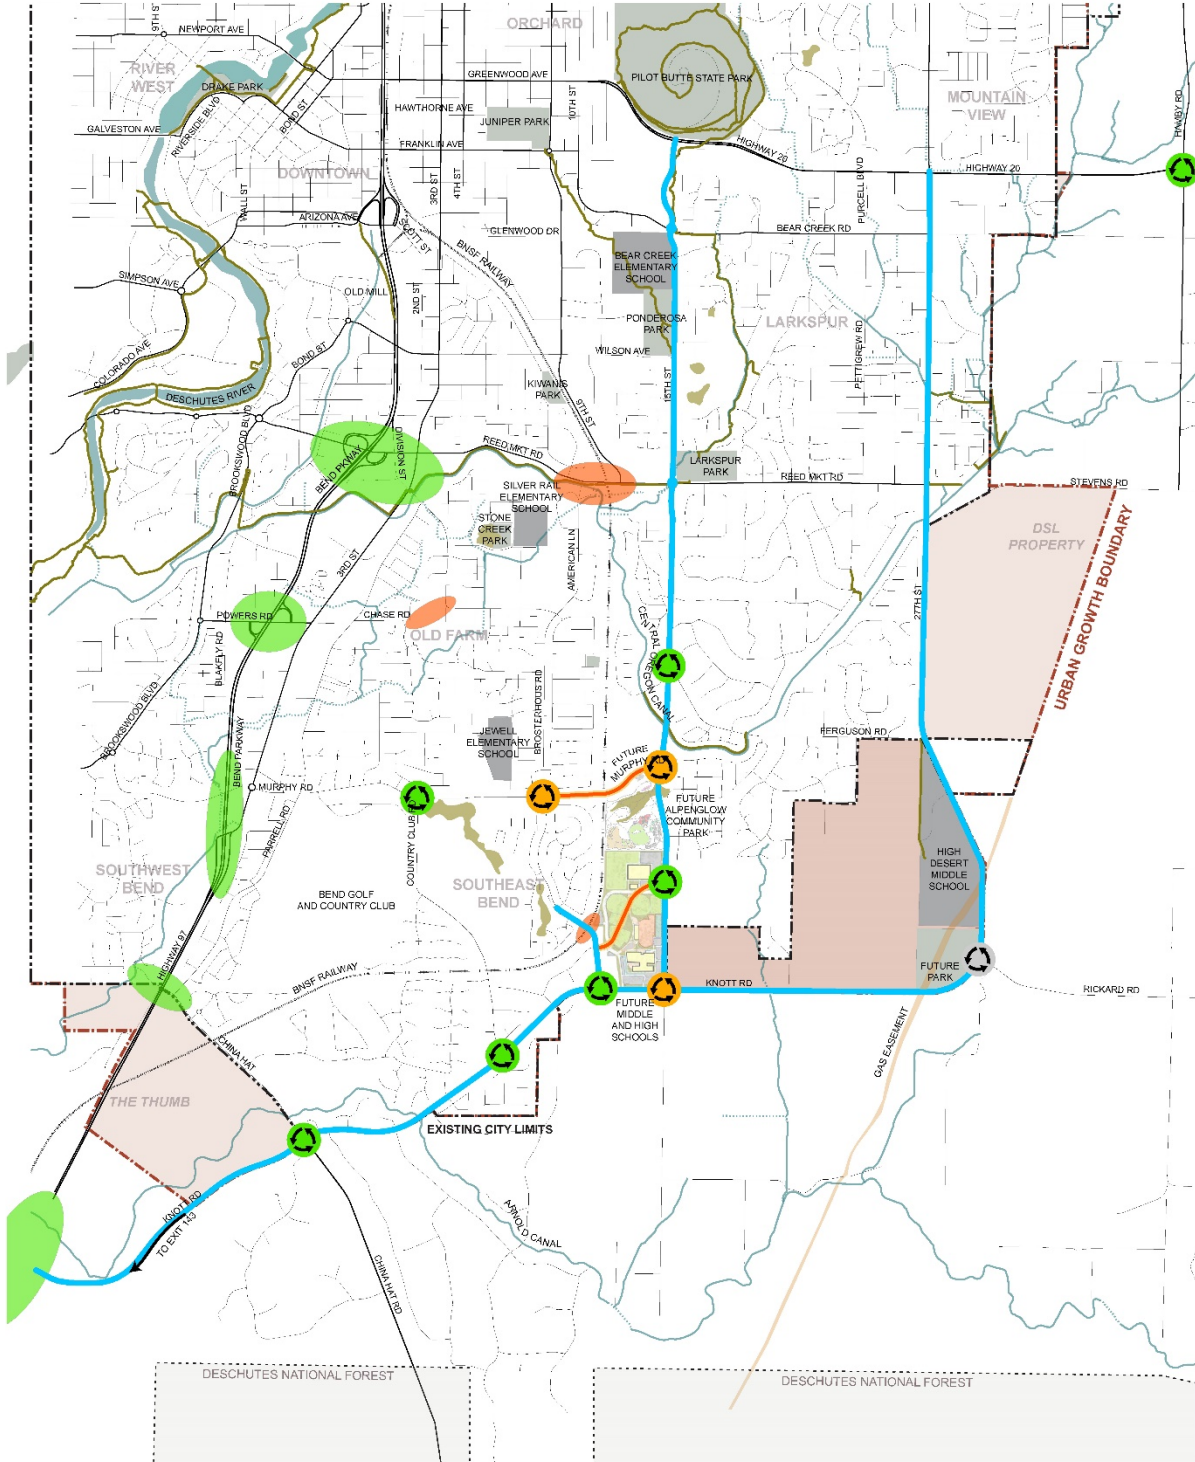 ORCHARD
9TH ST
NEWPORT AVE
RIVER
WEST
DRAKE PARK
GREENWOOD AVE
PILOT BUTTE STATE PARK
10TH ST
HAWTHORNE AVE
JUNIPER PARK
MOUNTAIN
VIEW
HAMBY RD
BOND ST
RIVERSIDE BLVD
GALVESTON AVE
FRANKLIN AVE
HIGHWAY 20
HIGHWAY 20
DOWNTOWN
3RD ST
4TH ST
PURCELL BLVD
WALL ST
ARIZONA AVE
SCOTT ST
GLENWOOD DR
BEAR CREEK RD
BNSF RAILWAY
BEAR CREEK
ELEMENTARY
SCHOOL
SIMPSON AVE
OLD MILL
2ND ST
PONDEROSA
PARK
LARKSPUR
WILSON AVE
PETTIGREW RD
COLORADO AVE
BOND ST
15TH ST
KIWANIS
PARK
DESCHUTES RIVER
9TH ST
BROOKSWOOD BLVD
DIVISION ST
REED MKT RD
BEND PKWAY
LARKSPUR
PARK
REED MKT RD
STEVENS RD
SILVER RAIL
ELEMENTARY
SCHOOL
STONE
CREEK
PARK
DSL
PROPERTY
AMERICAN LN
3RD ST
URBAN GROWTH BOUNDARY
277TH ST
POWERS RD
CHASE RD
OLD FARM
CENTRAL OREGON CANAL
BLAKELY RD
BROOKSWOOD BLVD
BROSTERHOUS RD
JEWELL
ELEMENTARY
SCHOOL
FERGUSON RD
BEND PARKWAY
FUTURE
MURPHY
MURPHY RD
FUTURE
ALPENGLOW
COMMUNITY
PARK
PARRELL RD
COUNTRY CLUB RD
HIGH
DESERT
MIDDLE
SCHOOL
SOUTHWEST
BEND
SOUTHEAST
BEND
BEND GOLF
AND COUNTRY CLUB
HIGHWAY 97
BNSF RAILWAY
FUTURE
PARK
KNOTT RD
RICKARD RD
FUTURE
MIDDLE
AND HIGH
SCHOOLS
GAS EASEMENT
CHINA HAT
THE THUMB
EXISTING CITY LIMITS
KNOTT RD
TO EXIT 143
ARNOLD CANAL
CHINA HAT RD
DESCHUTES NATIONAL FOREST
DESCHUTES NATIONAL FOREST